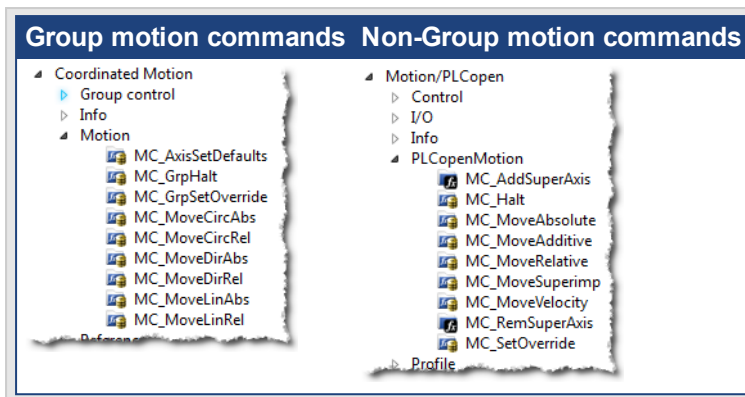 Group motion commands
Coordinated Motion
Group control
Info
Motion
MC_AxisSetDefaults
MC_GrpHalt
MC_GrpSetOverride
MC_MoveCircAbs
MC_MoveCircRel
MC_MoveDirAbs
MC_MoveDirRel
MC_MoveLinAbs
MC_MoveLinRel
Non-Group motion commands
Motion/PLCopen
Control
I/O
Info
PLCopenMotion
MC_AddSuperAxis
MC_Halt
MC_MoveAbsolute
MC_MoveAdditive
MC_MoveRelative
MC_MoveSuperimp
MC_MoveVelocity
MC_RemSuperAxis
MC_SetOverride
Profile